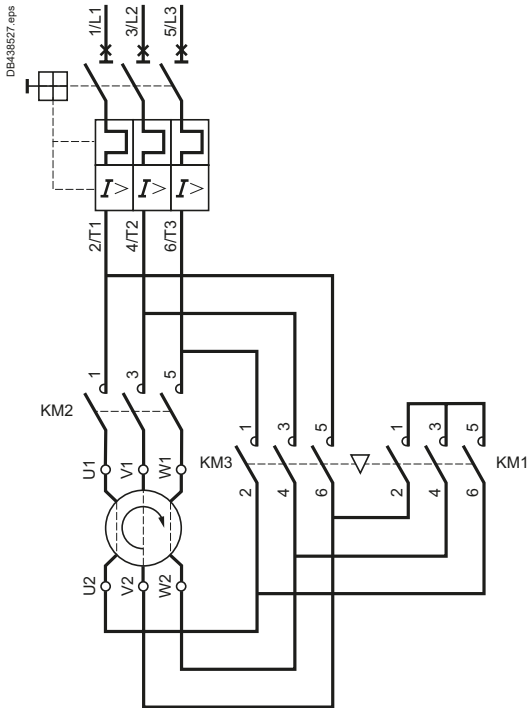 DB438527.eps
1/L1 3/L2 5/L3
I> I> I>
2/T1 4/T2 6/T3
1 3 5
KM2
U1 V1 W1
1 3 5
KM3
2 4 6
1 3 5
KM1
2 4 6
U2 V2 W2